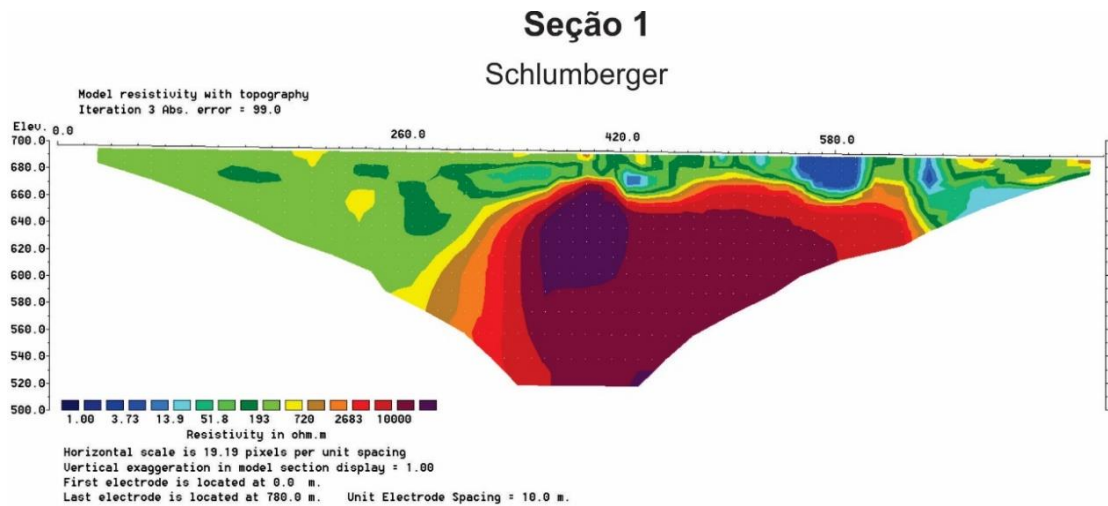 Seção 1
Schlumberger
Model resistivity with topography
Iteration 3 Abs. error = 99.0
Elev. 0.0 260.0 420.0 580.0
700.0
680.0
660.0
640.0
620.0
600.0
580.0
560.0
540.0
520.0
500.0
1.00 3.73 13.9 51.8 193 720 2683 10000
Resistivity in ohm.m
Horizontal scale is 19.19 pixels per unit spacing
Vertical exaggeration in model section display = 1.00
First electrode is located at 0.0 m.
Last electrode is located at 780.0 m. Unit Electrode Spacing = 10.0 m.